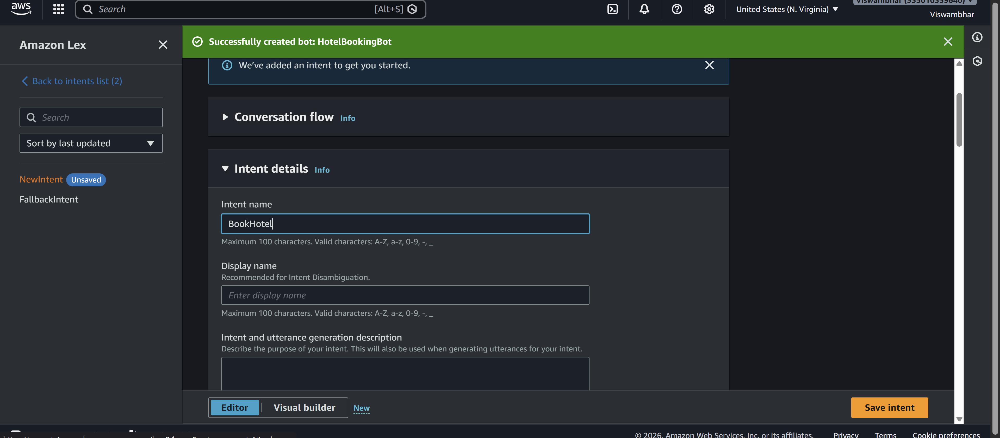 aws
Search
[Alt+S]
United States (N. Virginia)
Viswambhar
Amazon Lex
Successfully created bot: HotelBookingBot
We've added an intent to get you started.
Back to intents list (2)
Search
Sort by last updated
NewIntent Unsaved
FallbackIntent
Conversation flow Info
Intent details Info
Intent name
BookHotel
Maximum 100 characters. Valid characters: A-Z, a-z, 0-9, -, _
Display name
Recommended for Intent Disambiguation.
Enter display name
Maximum 100 characters. Valid characters: A-Z, a-z, 0-9, -, _
Intent and utterance generation description
Describe the purpose of your intent. This will also be used when generating utterances for your intent.
Editor | Visual builder New
Save intent
© 2026, Amazon Web Services, Inc. or its affiliates. Privacy Terms Cookie preferences